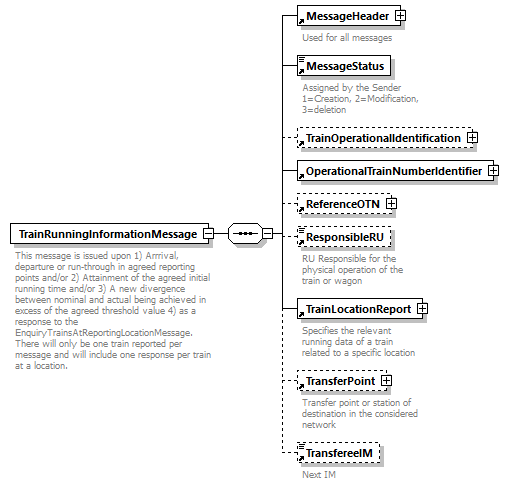 MessageHeader
Used for all messages
MessageStatus
Assigned by the Sender
1=Creation, 2=Modification,
3=deletion
TrainOperationalIdentification
OperationalTrainNumberIdentifier
ReferenceOTN
ResponsibleRU
RU Responsible for the
physical operation of the
train or wagon
TrainRunningInformationMessage
This message is issued upon 1) Arrrival,
departure or run-through in agreed reporting
points and/or 2) Attainment of the agreed initial
running time and/or 3) A new divergence
between nominal and actual being achieved in
excess of the agreed threshold value 4) as a
response to the
EnquiryTrainsAtReportingLocationMessage.
There will only be one train reported per
message and will include one response per train
at a location.
TrainLocationReport
Specifies the relevant
running data of a train
related to a specific location
TransferPoint
Transfer point or station of
destination in the considered
network
TransfereeIM
Next IM